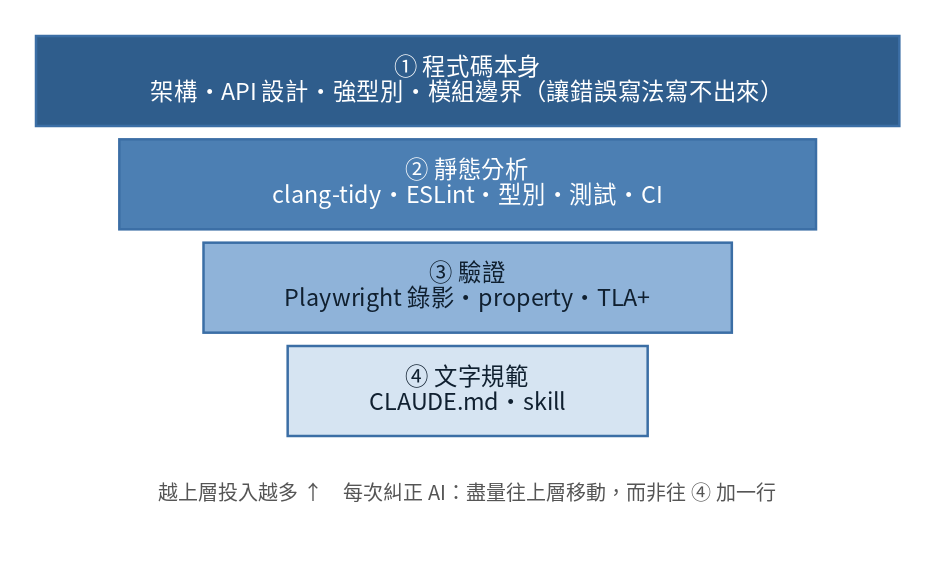 ① 程式碼本身
架構・API 設計・強型別・模組邊界（讓錯誤寫法寫不出來）
② 靜態分析
clang-tidy・ESLint・型別・測試・CI
③ 驗證
Playwright 錄影・property・TLA+
④ 文字規範
CLAUDE.md・skill
越上層投入越多 ↑　每次糾正 AI：盡量往上層移動，而非往 ④ 加一行